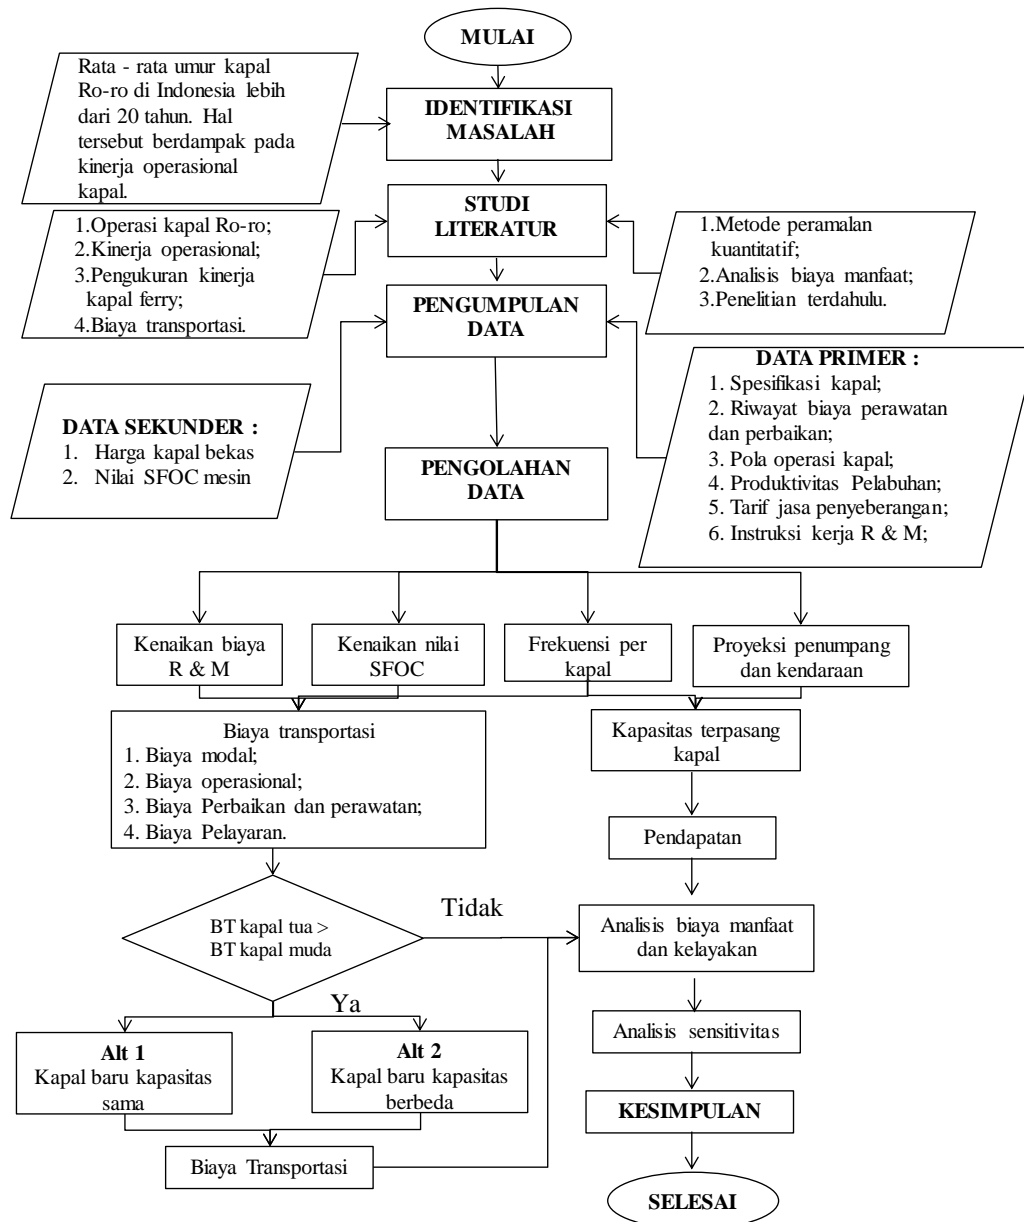 MULAI
Rata - rata umur kapal
Ro-ro di Indonesia lebih
dari 20 tahun. Hal
tersebut berdampak pada
kinerja operasional
kapal.
IDENTIFIKASI
MASALAH
STUDI
LITERATUR
1.Operasi kapal Ro-ro;
2.Kinerja operasional;
3.Pengukuran kinerja
kapal ferry;
4.Biaya transportasi.
1.Metode peramalan
kuantitatif;
2.Analisis biaya manfaat;
3.Penelitian terdahulu.
PENGUMPULAN
DATA
DATA PRIMER :
1. Spesifikasi kapal;
2. Riwayat biaya perawatan
dan perbaikan;
3. Pola operasi kapal;
4. Produktivitas Pelabuhan;
5. Tarif jasa penyeberangan;
6. Instruksi kerja R & M;
DATA SEKUNDER :
1. Harga kapal bekas
2. Nilai SFOC mesin
PENGOLAHAN
DATA
Kenaikan biaya
R & M
Kenaikan nilai
SFOC
Frekuensi per
kapal
Proyeksi penumpang
dan kendaraan
Biaya transportasi
1. Biaya modal;
2. Biaya operasional;
3. Biaya Perbaikan dan perawatan;
4. Biaya Pelayaran.
Kapasitas terpasang
kapal
Pendapatan
BT kapal tua >
BT kapal muda
Tidak
Analisis biaya manfaat
dan kelayakan
Ya
Analisis sensitivitas
Alt 1
Kapal baru kapasitas
sama
Alt 2
Kapal baru kapasitas
berbeda
KESIMPULAN
Biaya Transportasi
SELESAI